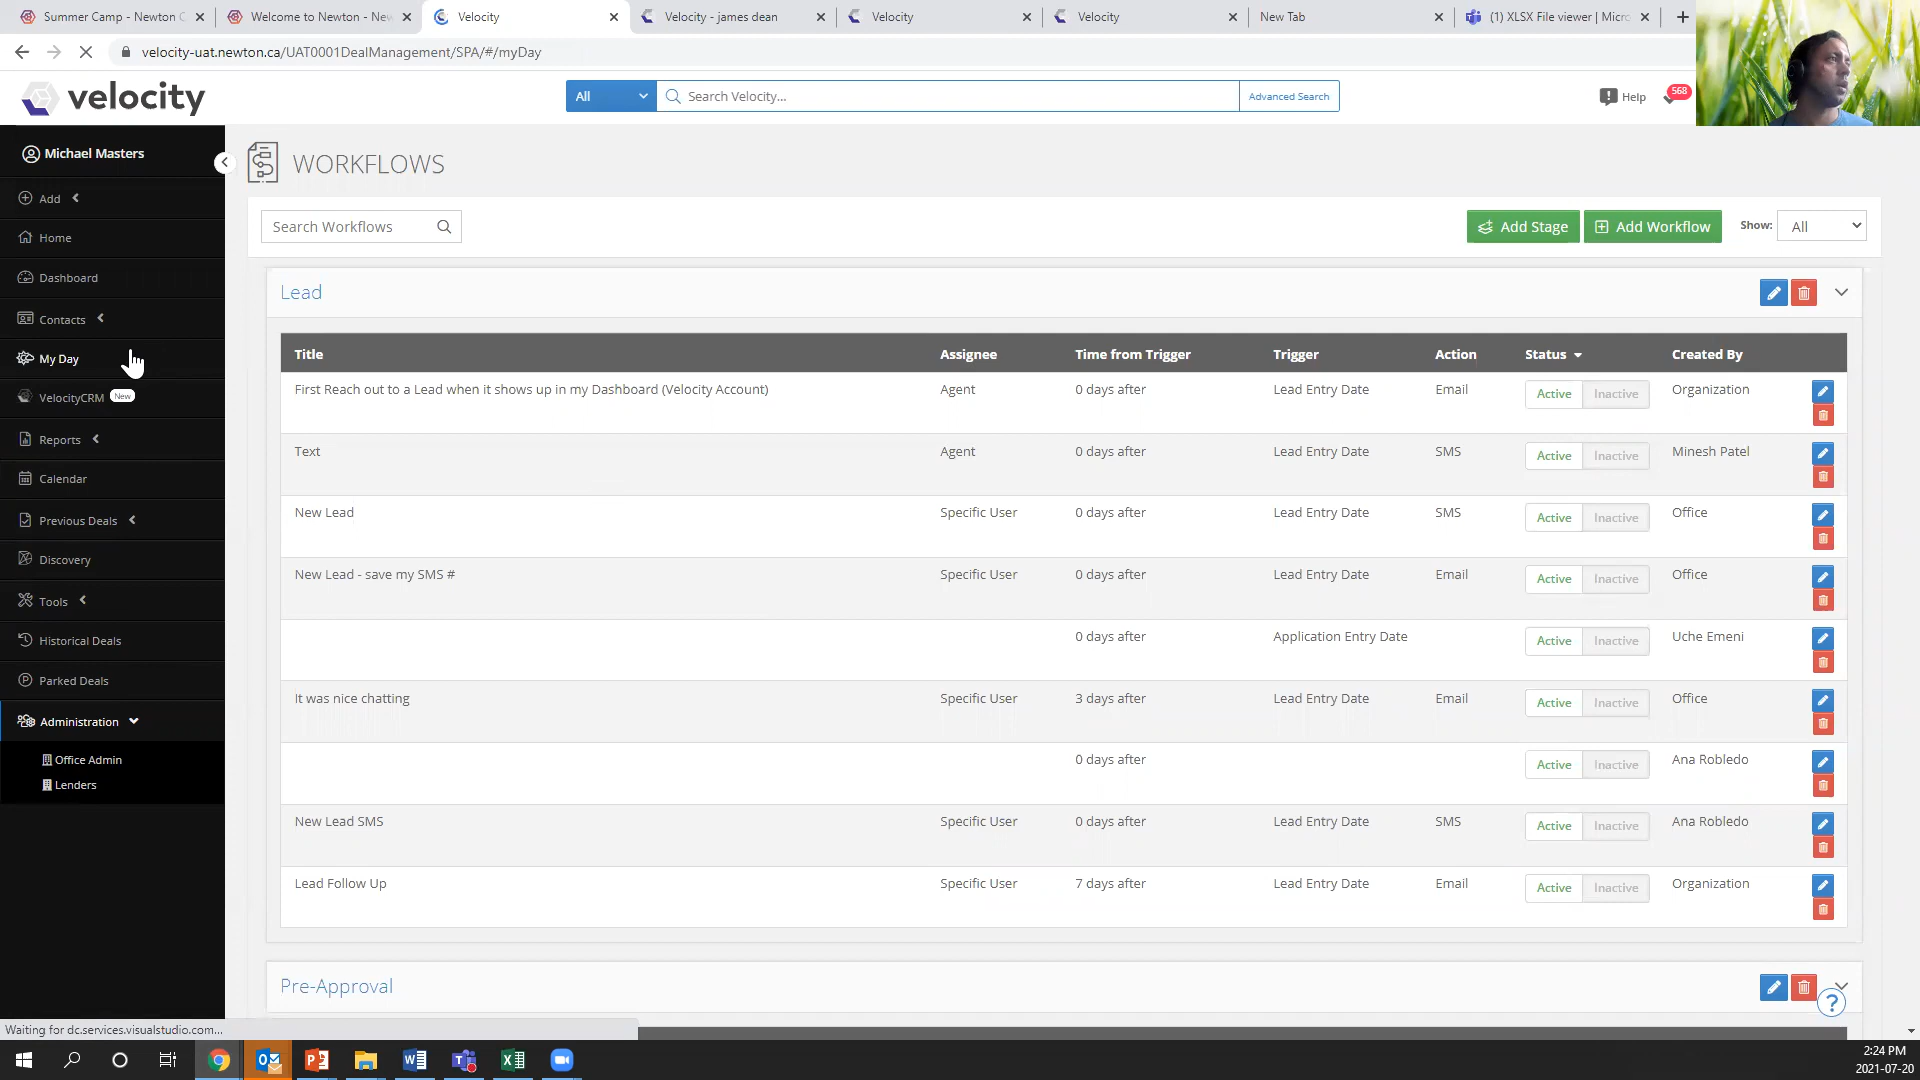 Summer Camp - Newton C
Welcome to Newton - New
Velocity
Velocity - james dean
Velocity
Velocity
New Tab
(1) XLSX File viewer | Micro
velocity-uat.newton.ca/UAT0001DealManagement/SPA/#/myDay
velocity
All
Search Velocity...
Advanced Search
Help
568
Michael Masters
Add
Home
Dashboard
Contacts
My Day
VelocityCRM New
Reports
Calendar
Previous Deals
Discovery
Tools
Historical Deals
Parked Deals
Administration
Office Admin
Lenders
WORKFLOWS
Search Workflows
Add Stage
Add Workflow
Show: All
Lead
Title Assignee Time from Trigger Trigger Action Status Created By
First Reach out to a Lead when it shows up in my Dashboard (Velocity Account) Agent 0 days after Lead Entry Date Email Active Inactive Organization
Text Agent 0 days after Lead Entry Date SMS Active Inactive Minesh Patel
New Lead Specific User 0 days after Lead Entry Date SMS Active Inactive Office
New Lead - save my SMS # Specific User 0 days after Lead Entry Date Email Active Inactive Office
0 days after Application Entry Date Active Inactive Uche Emeni
It was nice chatting Specific User 3 days after Lead Entry Date Email Active Inactive Office
0 days after Active Inactive Ana Robledo
New Lead SMS Specific User 0 days after Lead Entry Date SMS Active Inactive Ana Robledo
Lead Follow Up Specific User 7 days after Lead Entry Date Email Active Inactive Organization
Pre-Approval
?
Waiting for dc.services.visualstudio.com...
2:24 PM
2021-07-20